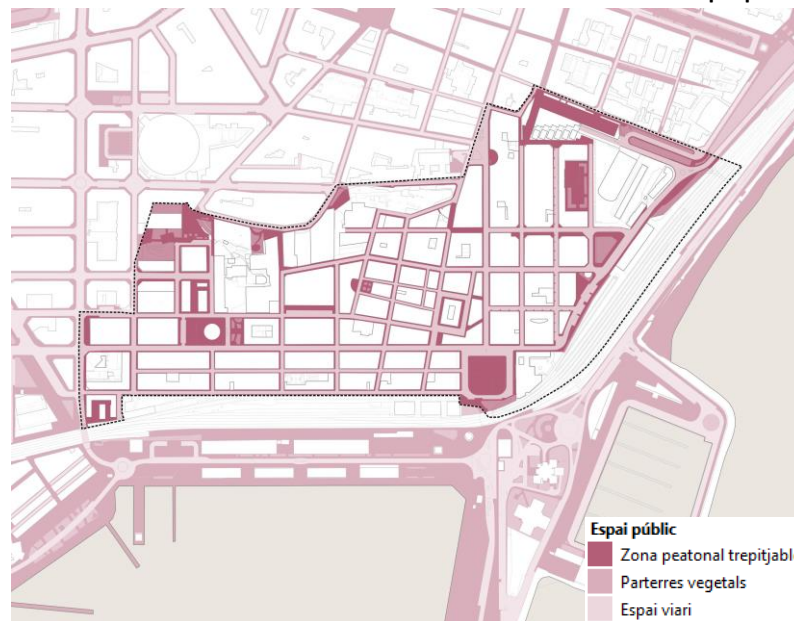 Espai públic
Zona peatonal trepitjabl
Parterres vegetals
Espai viari